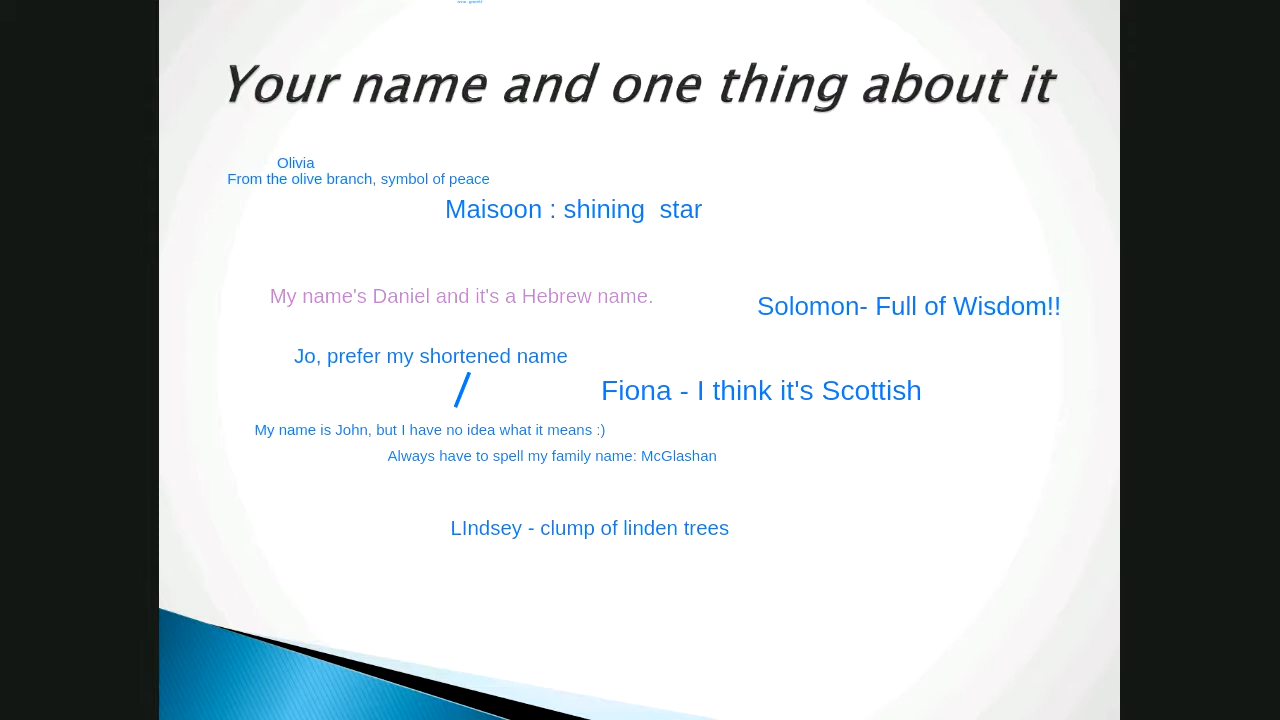 Your name and one thing about it
Olivia
From the olive branch, symbol of peace
Maisoon : shining  star
My name's Daniel and it's a Hebrew name.
Solomon- Full of Wisdom!!
Jo, prefer my shortened name
Fiona - I think it's Scottish
My name is John, but I have no idea what it means :)
Always have to spell my family name: McGlashan
LIndsey - clump of linden trees